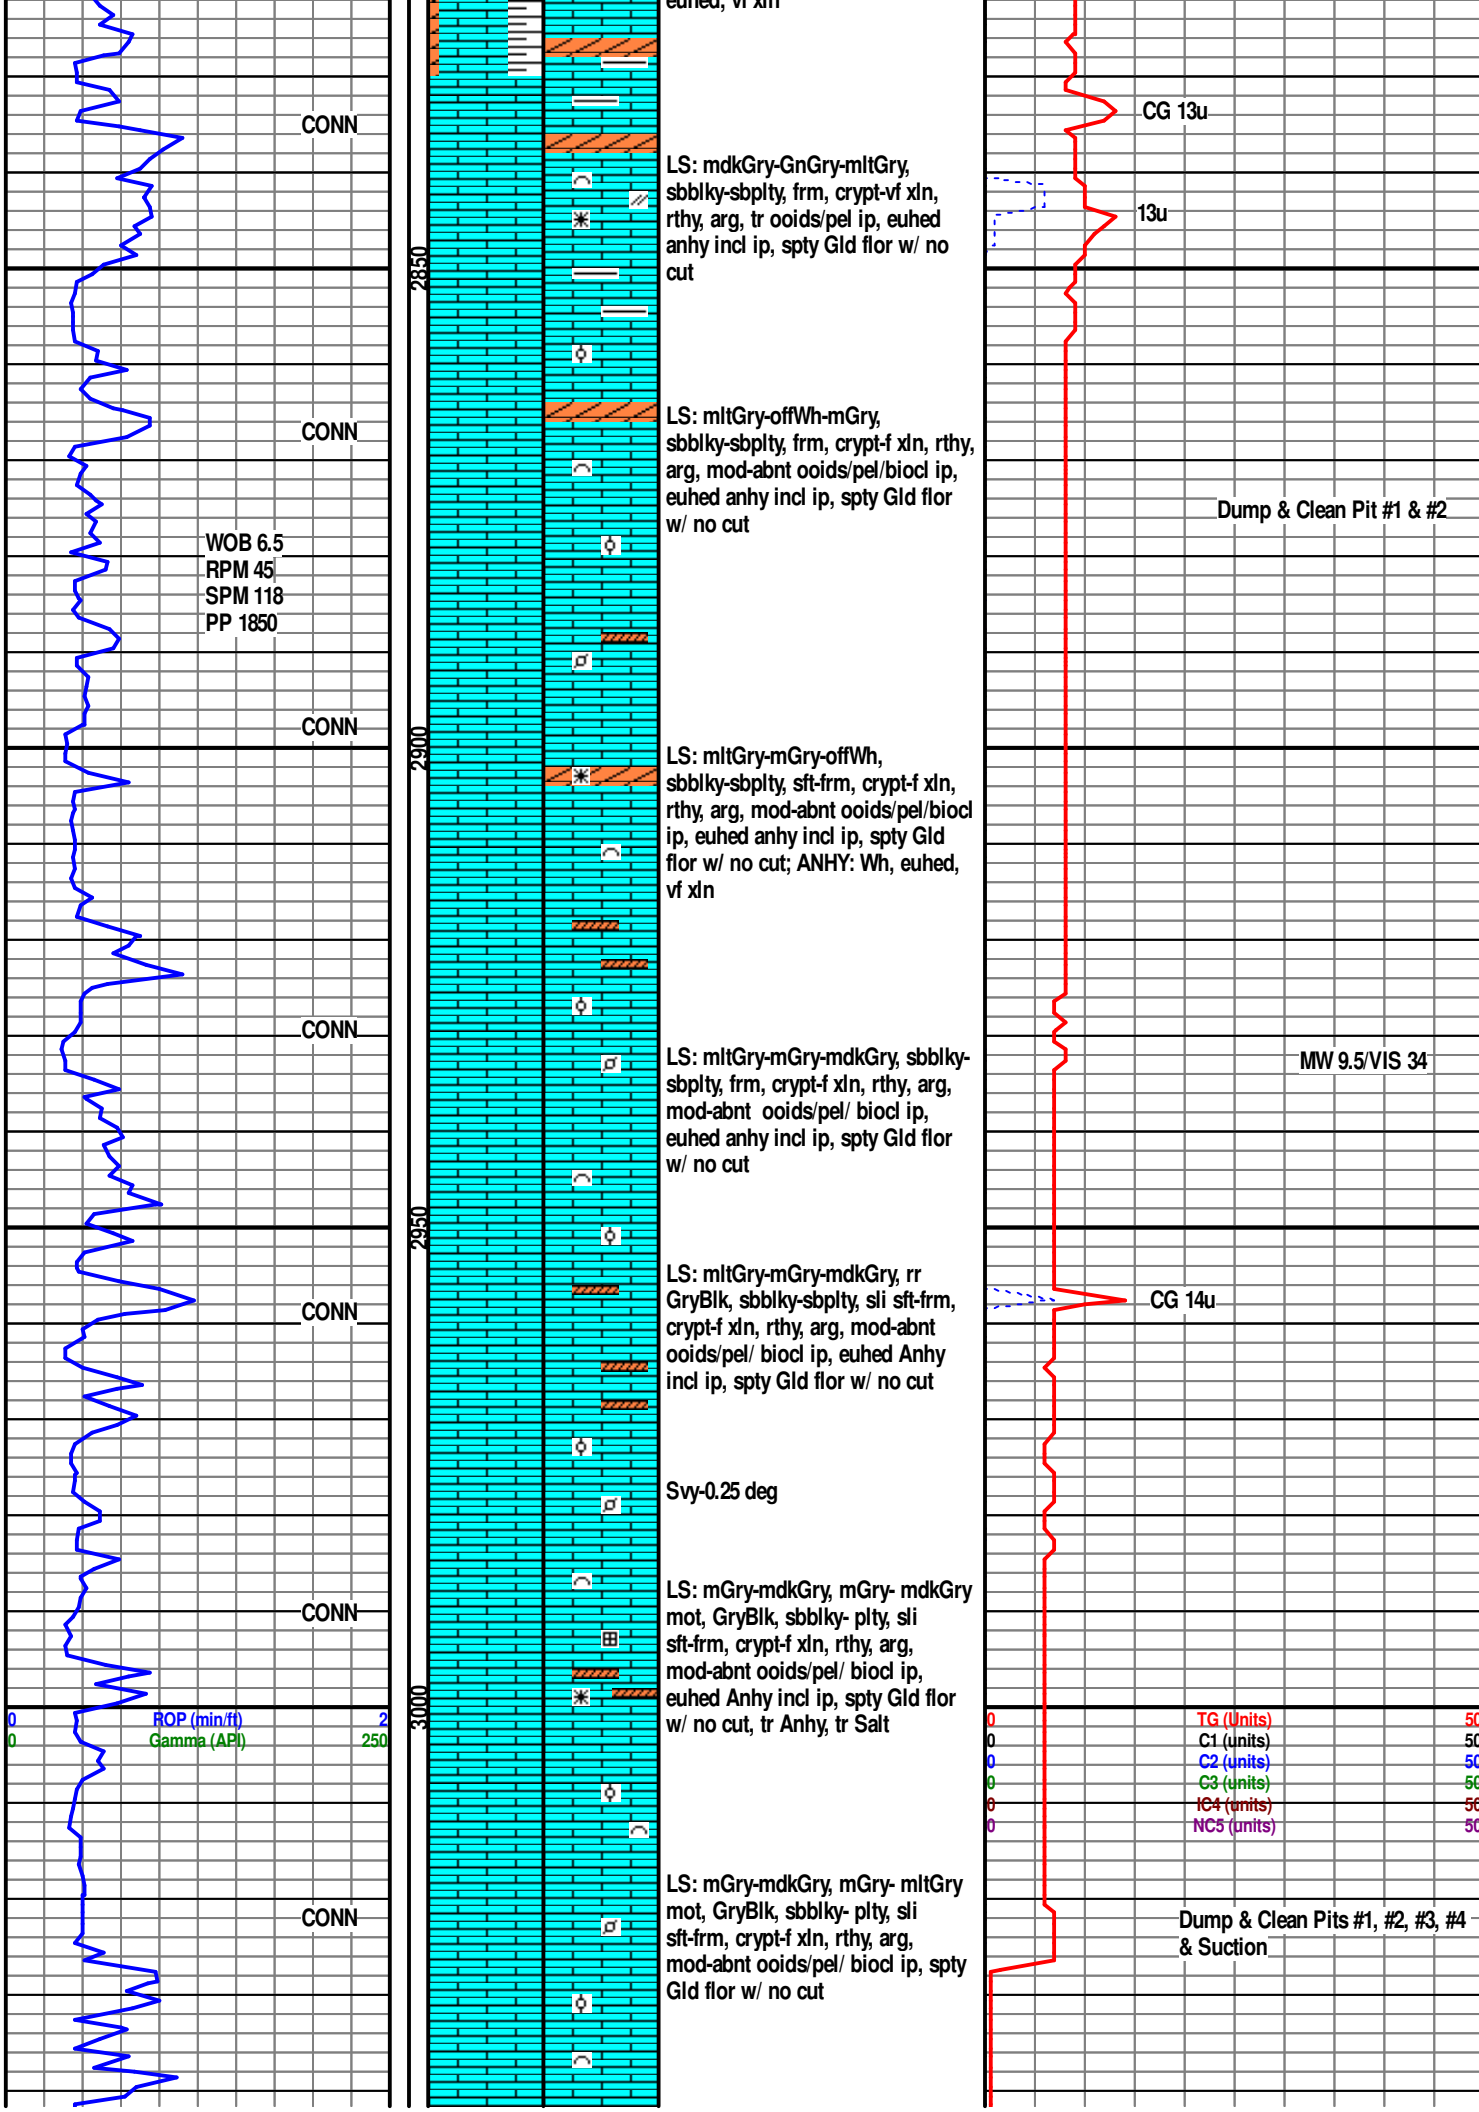 euhed, vf xln
CONN
CG 13u
LS: mdkGry-GnGry-mltGry,
sbblky-sbplty, frm, crypt-vf xln,
rthy, arg, tr ooids/pel ip, euhed
anhy incl ip, spty Gld flor w/ no
cut
13u
2850
CONN
LS: mltGry-offWh-mGry,
sbblky-sbplty, frm, crypt-f xln, rthy,
arg, mod-abnt ooids/pel/biocl ip,
euhed anhy incl ip, spty Gld flor
w/ no cut
Dump & Clean Pit #1 & #2
WOB 6.5
RPM 45
SPM 118
PP 1850
CONN
2900
LS: mltGry-mGry-offWh,
sbblky-sbplty, sft-frm, crypt-f xln,
rthy, arg, mod-abnt ooids/pel/biocl
ip, euhed anhy incl ip, spty Gld
flor w/ no cut; ANHY: Wh, euhed,
vf xln
CONN
LS: mltGry-mGry-mdkGry, sbblky-
sbplty, frm, crypt-f xln, rthy, arg,
mod-abnt  ooids/pel/ biocl ip,
euhed anhy incl ip, spty Gld flor
w/ no cut
MW 9.5/VIS 34
2950
LS: mltGry-mGry-mdkGry, rr
GryBlk, sbblky-sbplty, sli sft-frm,
crypt-f xln, rthy, arg, mod-abnt
ooids/pel/ biocl ip, euhed Anhy
incl ip, spty Gld flor w/ no cut
CONN
CG 14u
Svy-0.25 deg
CONN
LS: mGry-mdkGry, mGry- mdkGry
mot, GryBlk, sbblky- plty, sli
sft-frm, crypt-f xln, rthy, arg,
mod-abnt ooids/pel/ biocl ip,
euhed Anhy incl ip, spty Gld flor
w/ no cut, tr Anhy, tr Salt
3000
0 ROP (min/ft) 2
0 Gamma (API) 250
0 TG (Units) 50
0 C1 (units) 50
0 C2 (units) 50
0 C3 (units) 50
0 IC4 (units) 50
0 NC5 (units) 50
CONN
LS: mGry-mdkGry, mGry- mltGry
mot, GryBlk, sbblky- plty, sli
sft-frm, crypt-f xln, rthy, arg,
mod-abnt ooids/pel/ biocl ip, spty
Gld flor w/ no cut
Dump & Clean Pits #1, #2, #3, #4
& Suction